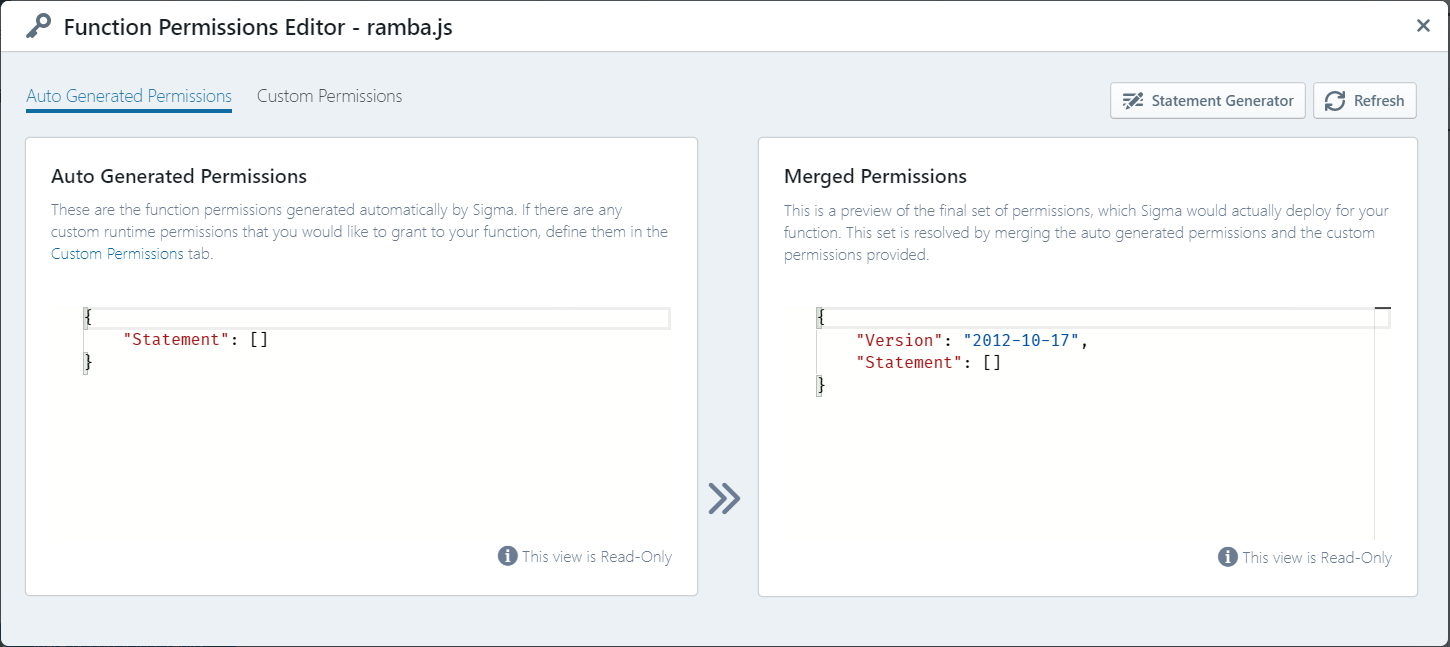 Function Permissions Editor - ramba.js
Auto Generated Permissions
Custom Permissions
Statement Generator
Refresh
Auto Generated Permissions
These are the function permissions generated automatically by Sigma. If there are any
custom runtime permissions that you would like to grant to your function, define them in the
Custom Permissions tab.
{
"Statement": []
}
This view is Read-Only
Merged Permissions
This is a preview of the final set of permissions, which Sigma would actually deploy for your
function. This set is resolved by merging the auto generated permissions and the custom
permissions provided.
{
"Version": "2012-10-17",
"Statement": []
}
This view is Read-Only